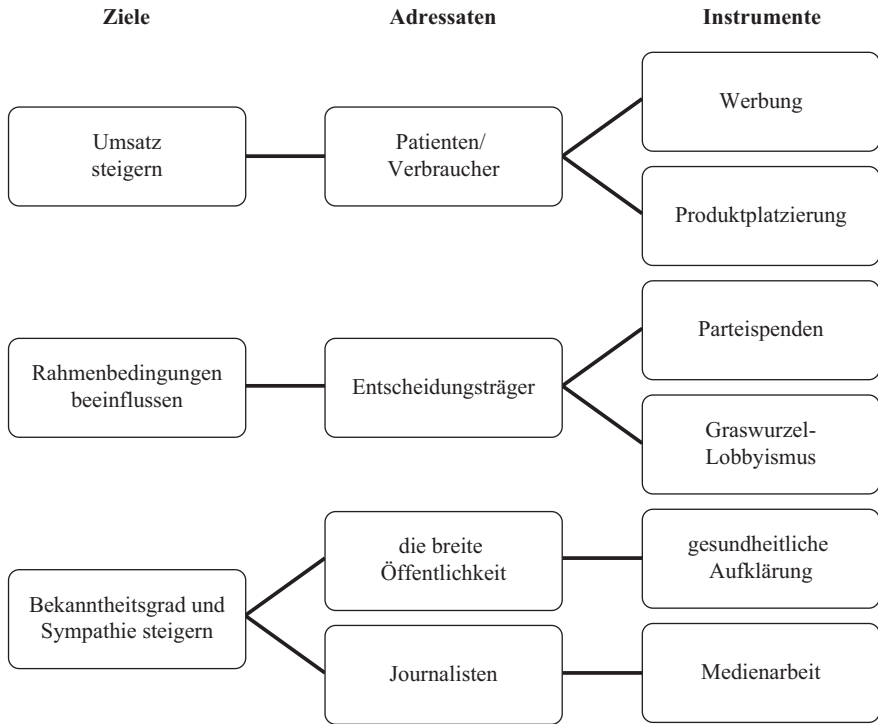 Ziele
Adressaten
Instrumente
Umsatz
steigern
Patienten/
Verbraucher
Werbung
Produktplatzierung
Rahmenbedingungen
beeinflussen
Entscheidungsträger
Parteispenden
Graswurzel-
Lobbyismus
Bekanntheitsgrad und
Sympathie steigern
die breite
Öffentlichkeit
gesundheitliche
Aufklärung
Journalisten
Medienarbeit